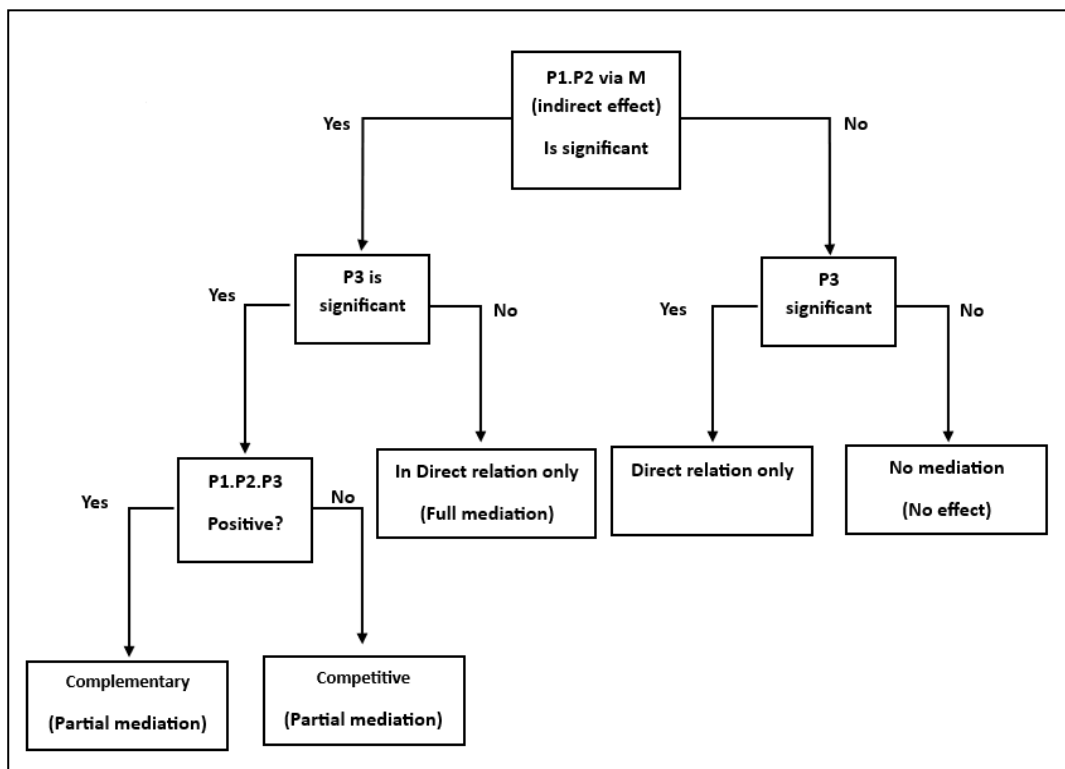 P1.P2 via M
(indirect effect)
Is significant
Yes
No
P3 is
significant
Yes
No
P3
significant
Yes
No
P1.P2.P3
Positive?
Yes
No
In Direct relation only
(Full mediation)
Direct relation only
No mediation
(No effect)
Complementary
(Partial mediation)
Competitive
(Partial mediation)